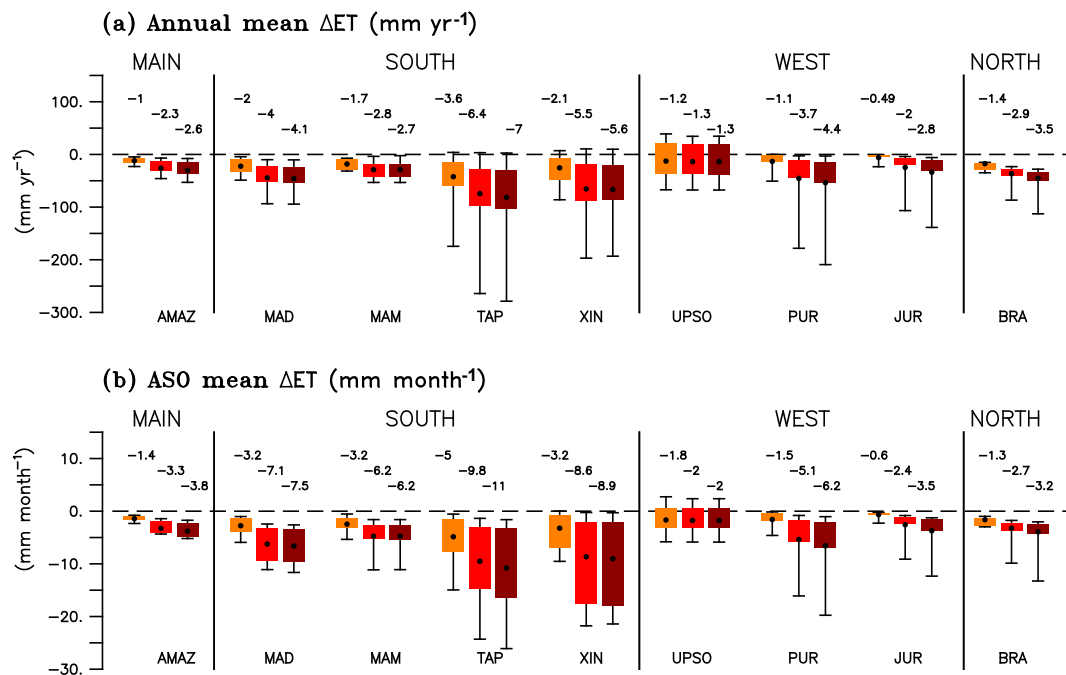 (a) Annual mean ΔET (mm yr⁻¹)
MAIN SOUTH WEST NORTH
−1 −2 −1.7 −3.6 −2.1 −1.2 −1.1 −0.49 −1.4
−2.3 −4 −2.8 −6.4 −5.5 −1.3 −3.7 −2 −2.9
−2.6 −4.1 −2.7 −7 −5.6 −1.3 −4.4 −2.8 −3.5
(mm yr⁻¹)
100.
0.
−100.
−200.
−300.
AMAZ MAD MAM TAP XIN UPSO PUR JUR BRA
(b) ASO mean ΔET (mm month⁻¹)
MAIN SOUTH WEST NORTH
−1.4 −3.2 −3.2 −5 −3.2 −1.8 −1.5 −0.6 −1.3
−3.3 −7.1 −6.2 −9.8 −8.6 −2 −5.1 −2.4 −2.7
−3.8 −7.5 −6.2 −11 −8.9 −2 −6.2 −3.5 −3.2
(mm month⁻¹)
10.
0.
−10.
−20.
−30.
AMAZ MAD MAM TAP XIN UPSO PUR JUR BRA